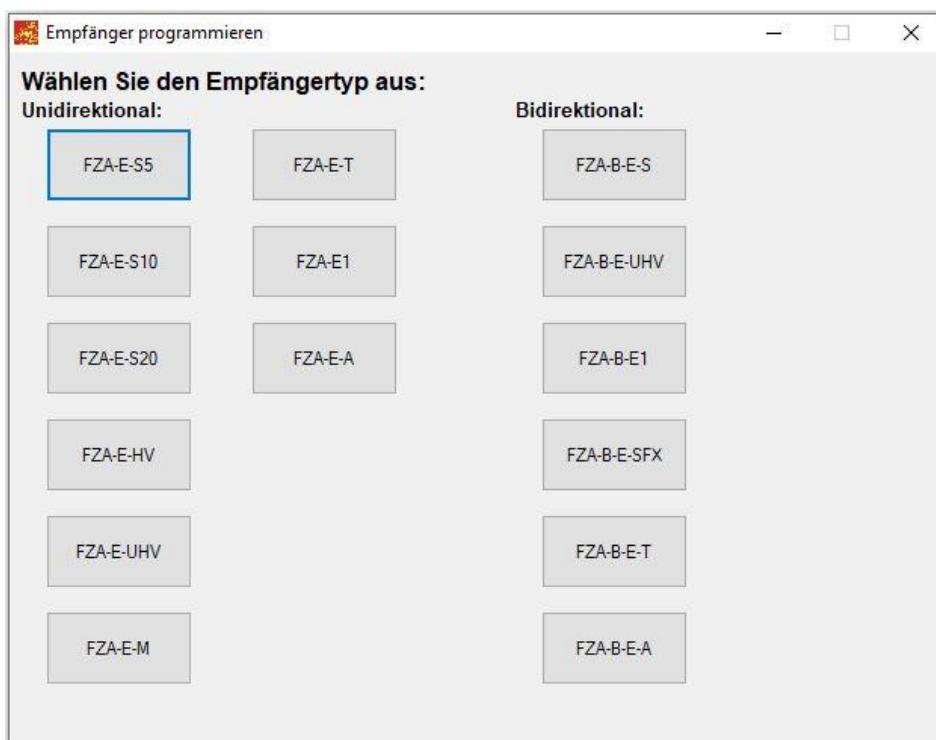 Empfänger programmieren
Wählen Sie den Empfängertyp aus:
Unidirektional:
Bidirektional:
FZA-E-S5
FZA-E-T
FZA-B-E-S
FZA-E-S10
FZA-E1
FZA-B-E-UHV
FZA-E-S20
FZA-E-A
FZA-B-E1
FZA-E-HV
FZA-B-E-SFX
FZA-E-UHV
FZA-B-E-T
FZA-E-M
FZA-B-E-A